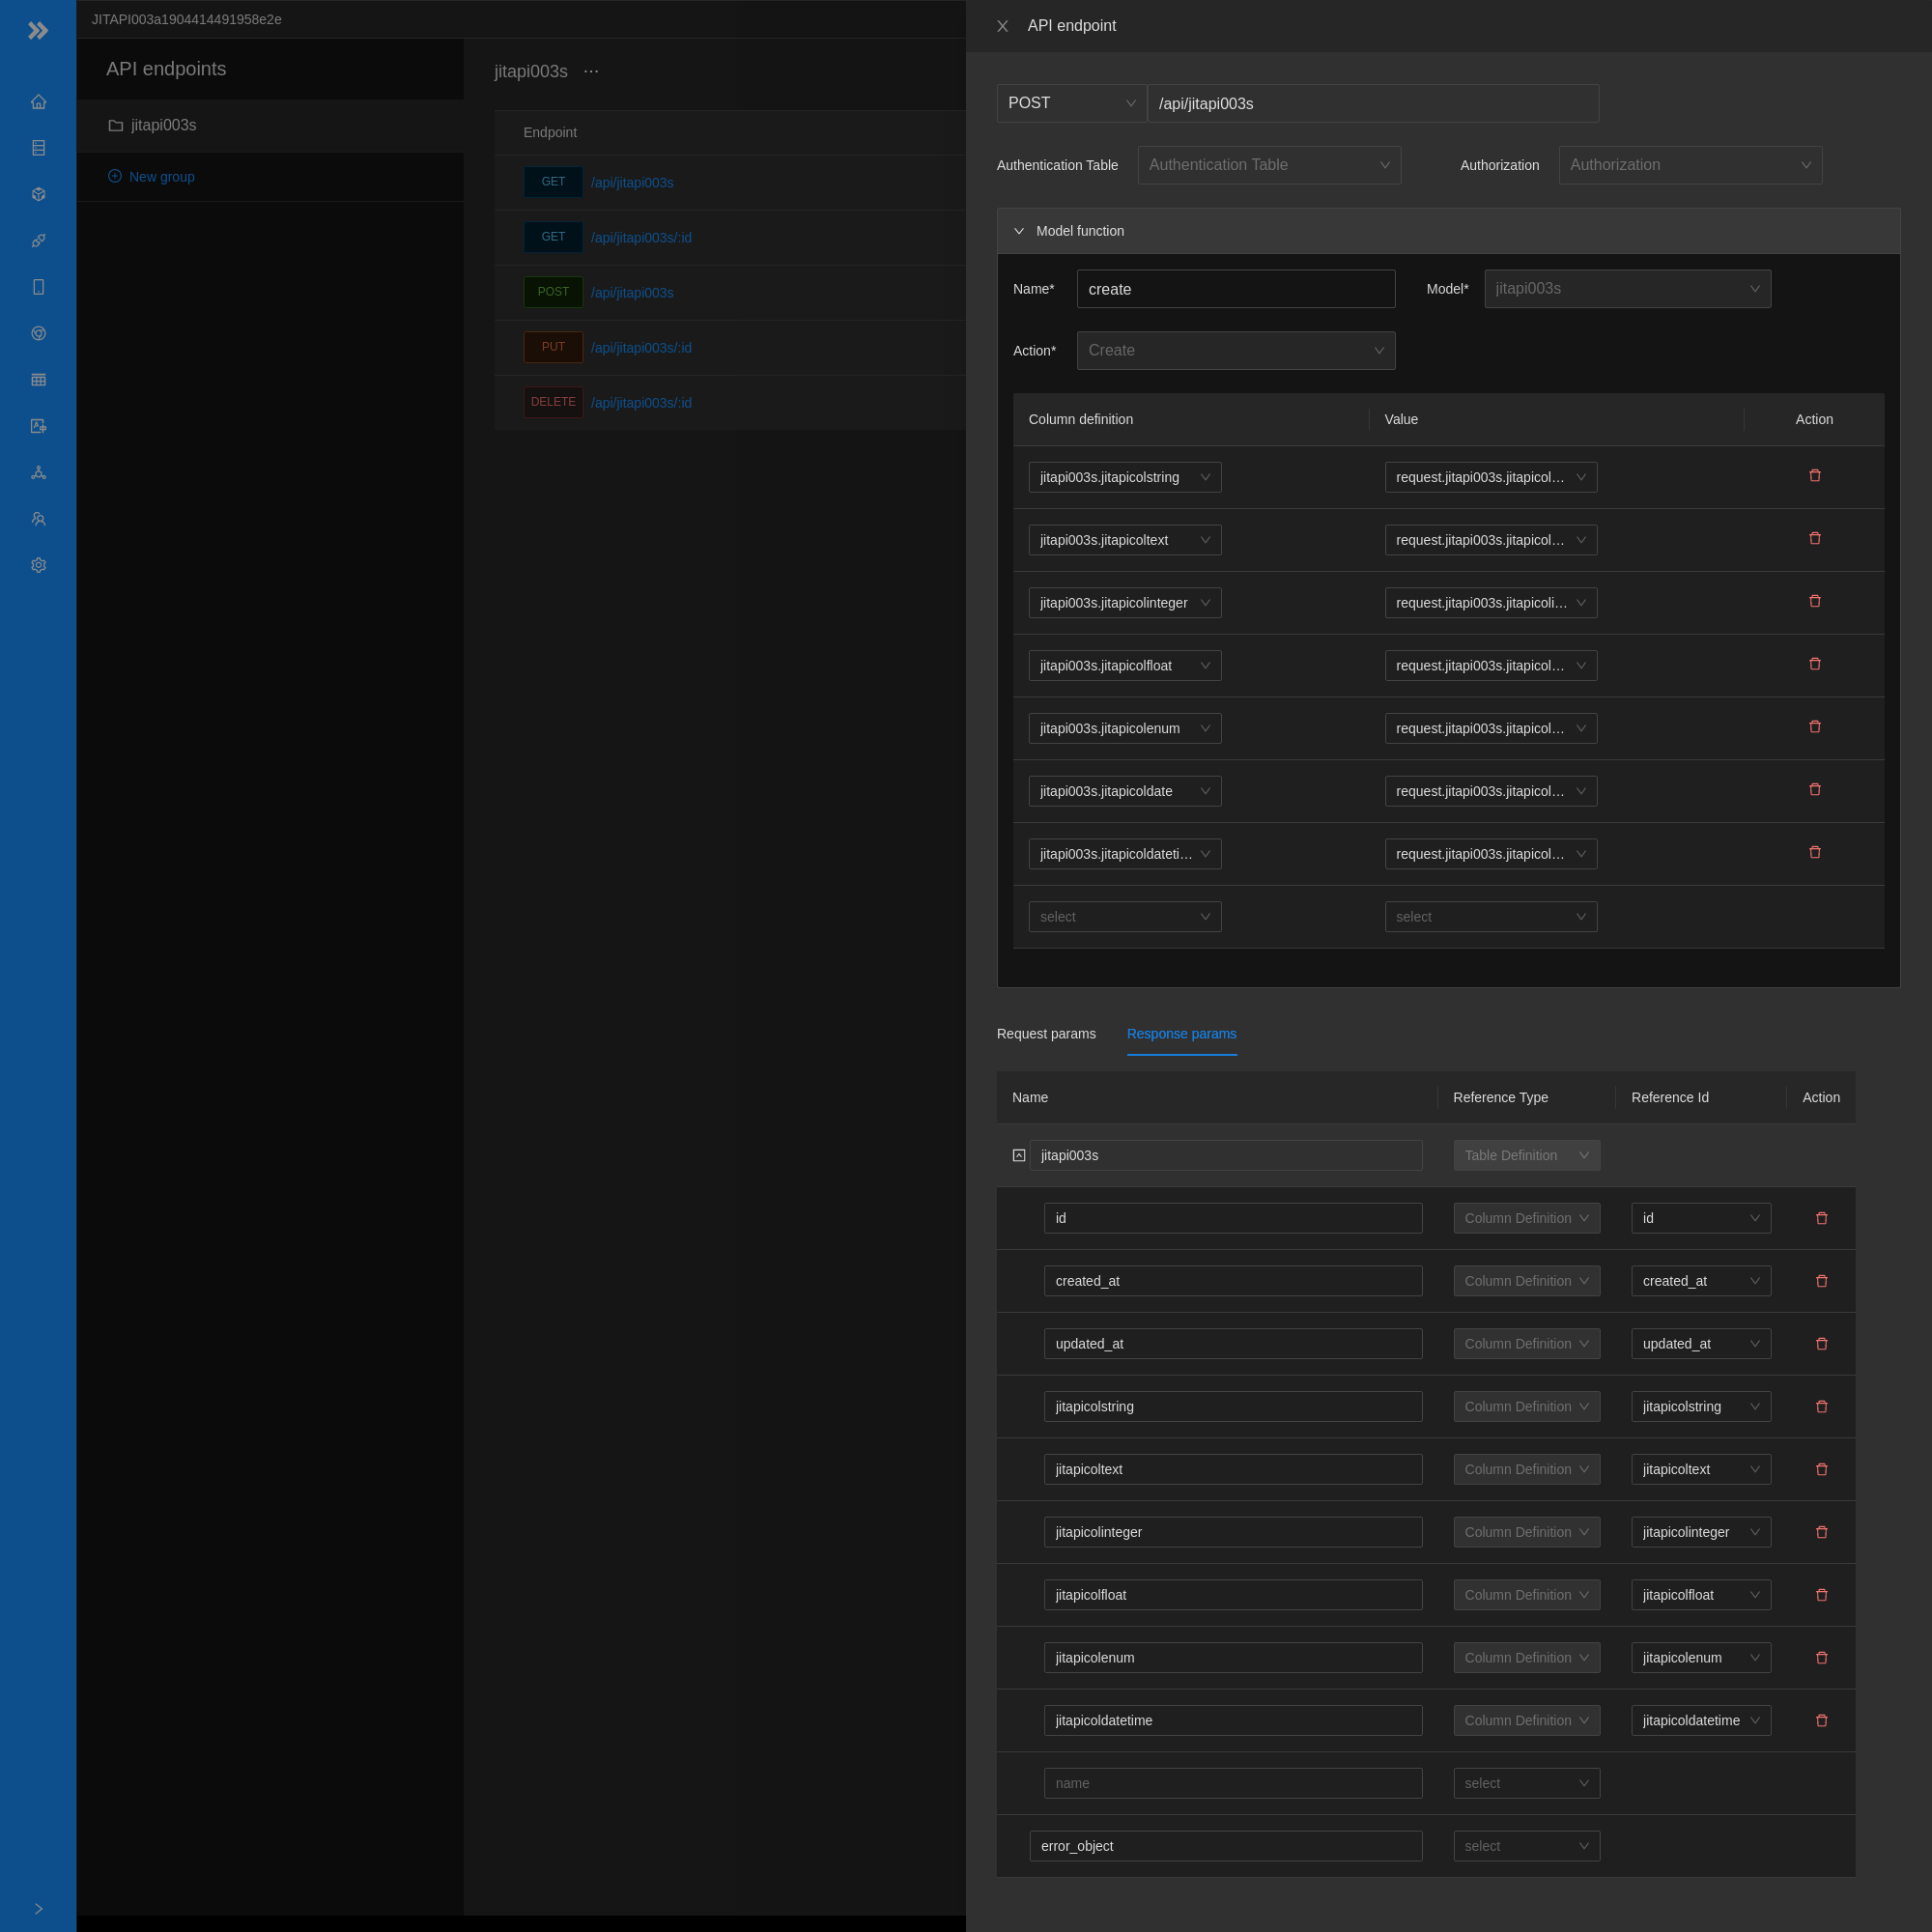 JITAPI003a1904414491958e2e
API endpoints
jitapi003s
New group
jitapi003s ...
Endpoint
GET /api/jitapi003s
GET /api/jitapi003s/:id
POST /api/jitapi003s
PUT /api/jitapi003s/:id
DELETE /api/jitapi003s/:id
API endpoint
POST /api/jitapi003s
Authentication Table Authentication Table Authorization Authorization
Model function
Name* create Model* jitapi003s
Action* Create
Column definition Value Action
jitapi003s.jitapicolstring request.jitapi003s.jitapicol…
jitapi003s.jitapicoltext request.jitapi003s.jitapicol…
jitapi003s.jitapicolinteger request.jitapi003s.jitapicoli…
jitapi003s.jitapicolfloat request.jitapi003s.jitapicol…
jitapi003s.jitapicolenum request.jitapi003s.jitapicol…
jitapi003s.jitapicoldate request.jitapi003s.jitapicol…
jitapi003s.jitapicoldateti… request.jitapi003s.jitapicol…
select select
Request params Response params
Name Reference Type Reference Id Action
jitapi003s Table Definition
id Column Definition id
created_at Column Definition created_at
updated_at Column Definition updated_at
jitapicolstring Column Definition jitapicolstring
jitapicoltext Column Definition jitapicoltext
jitapicolinteger Column Definition jitapicolinteger
jitapicolfloat Column Definition jitapicolfloat
jitapicolenum Column Definition jitapicolenum
jitapicoldatetime Column Definition jitapicoldatetime
name select
error_object select